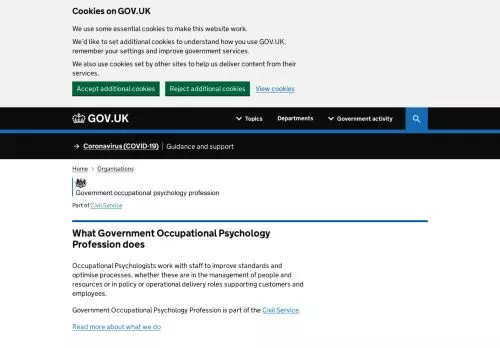 Cookies on GOV.UK
We use some essential cookies to make this website work.
We'd like to set additional cookies to understand how you use GOV.UK,
remember your settings and improve government services.
We also use cookies set by other sites to help us deliver content from their
services.
Accept additional cookies Reject additional cookies View cookies
GOV.UK Topics Departments Government activity
→ Coronavirus (COVID-19) Guidance and support
Home > Organisations
Government occupational psychology profession
Part of Civil Service
What Government Occupational Psychology
Profession does
Occupational Psychologists work with staff to improve standards and
optimise processes, whether these are in the management of people and
resources or in policy or operational delivery roles supporting customers and
employees.
Government Occupational Psychology Profession is part of the Civil Service.
Read more about what we do